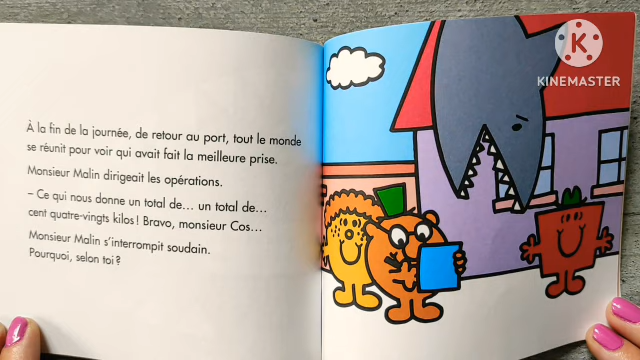 À la fin de la journée, de retour au port, tout le monde
se réunit pour voir qui avait fait la meilleure prise.
Monsieur Malin dirigeait les opérations.
– Ce qui nous donne un total de... un total de...
cent quatre-vingts kilos ! Bravo, monsieur Cos...
Monsieur Malin s'interrompit soudain.
Pourquoi, selon toi ?
K
KINEMASTER